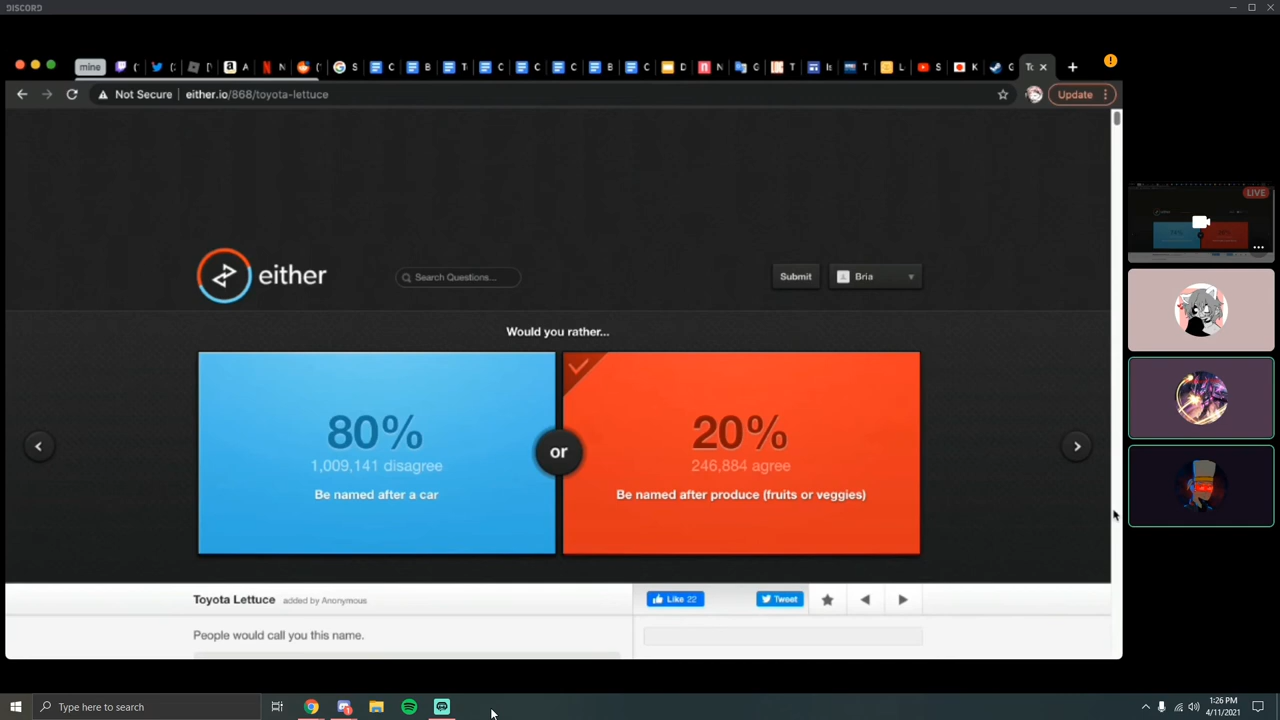 DISCORD
mine
Not Secure
either.io/868/toyota-lettuce
Update
LIVE
either
Search Questions...
Submit
Bria
Would you rather...
80%
1,009,141 disagree
Be named after a car
or
20%
246,884 agree
Be named after produce (fruits or veggies)
Toyota Lettuce
added by Anonymous
Like 22
Tweet
People would call you this name.
Type here to search
1:26 PM
4/11/2021